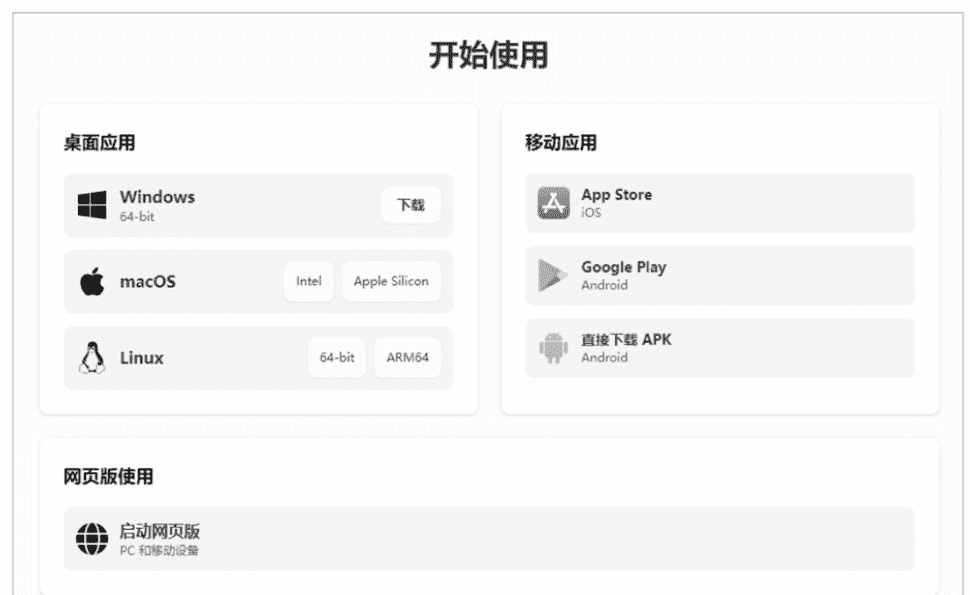 开始使用
桌面应用
Windows
64-bit
下载
macOS
Intel
Apple Silicon
Linux
64-bit
ARM64
移动应用
App Store
iOS
Google Play
Android
直接下载 APK
Android
网页版使用
启动网页版
PC 和移动设备